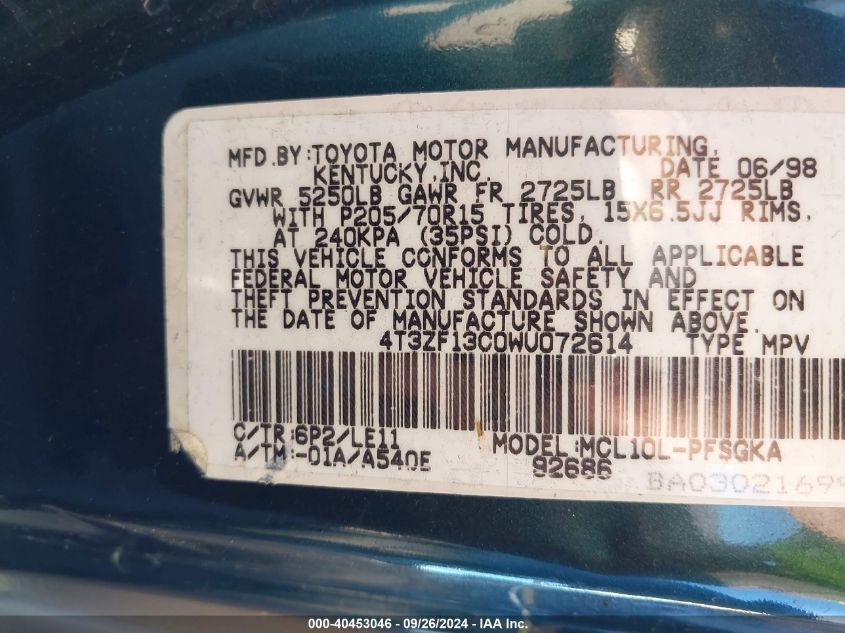 MFD.BY:TOYOTA MOTOR MANUFACTURING,
KENTUCKY,INC. DATE 06/98
GVWR 5250LB GAWR FR 2725LB RR 2725LB
WITH P205/70R15 TIRES, 15X6.5JJ RIMS,
AT 240KPA (35PSI) COLD.
THIS VEHICLE CONFORMS TO ALL APPLICABLE
FEDERAL MOTOR VEHICLE SAFETY AND
THEFT PREVENTION STANDARDS IN EFFECT ON
THE DATE OF MANUFACTURE SHOWN ABOVE.
4T3ZF13C0WU072614 TYPE MPV
C/TR:6P2/LE11 MODEL:MCL10L-PFSGKA
A/TM:-01A/A540E 92686
BA03021699
000-40453046 - 09/26/2024 - IAA Inc.